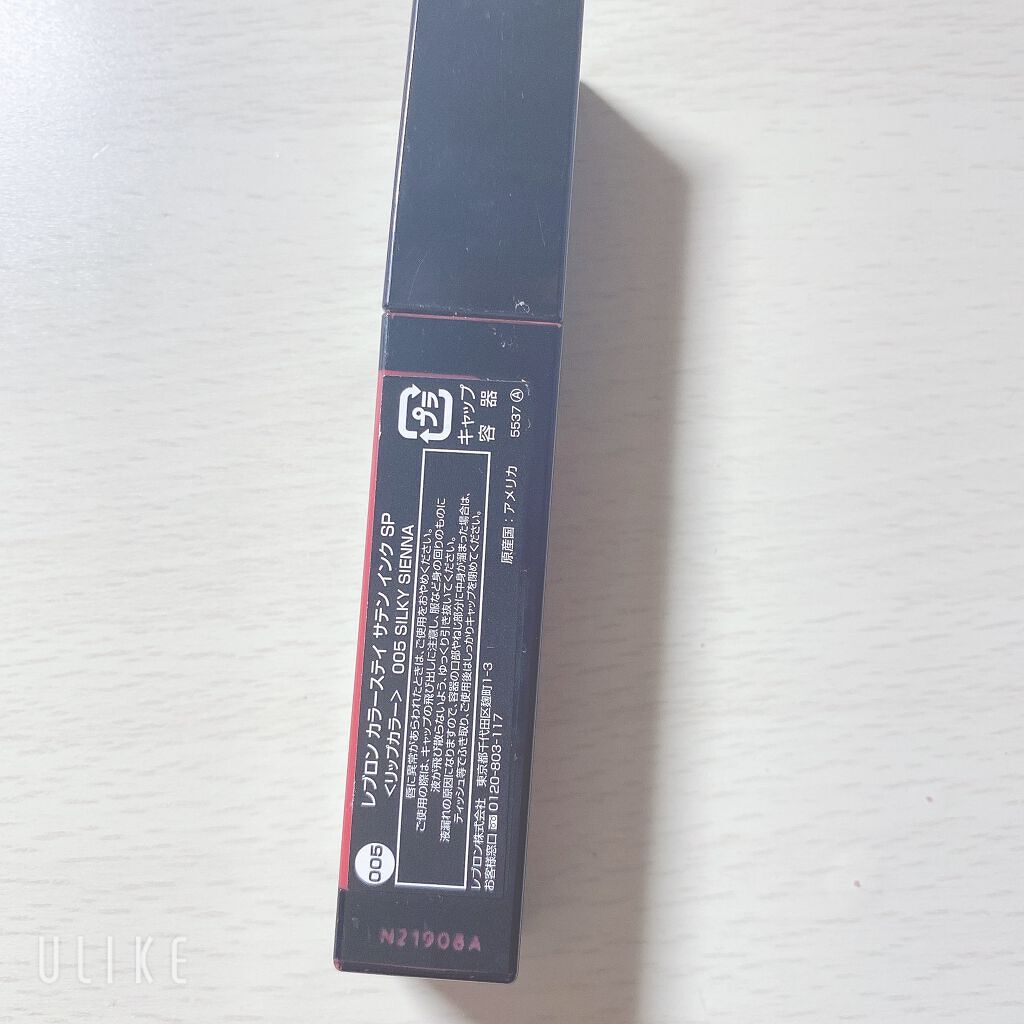 005
レブロン カラーステイ サテン インク SP
<リップカラー> 005 SILKY SIENNA
唇に異常があらわれたときは、ご使用をおやめください。
ご使用の際は、キャップの飛び出しに注意し、服など身の回りのものに
液が飛び散らないよう、ゆっくり引き抜いてください。
液漏れの原因になりますので、容器の口部やねじ部分に中身が溜まった場合は、
ティッシュ等でふき取り、ご使用後はしっかりキャップを閉めてください。
プラ
キャップ
容器
レブロン株式会社 東京都千代田区麹町1-3
原産国：アメリカ
お客様窓口 0120-803-117
5537 Ⓐ
N21908A
ULIKE